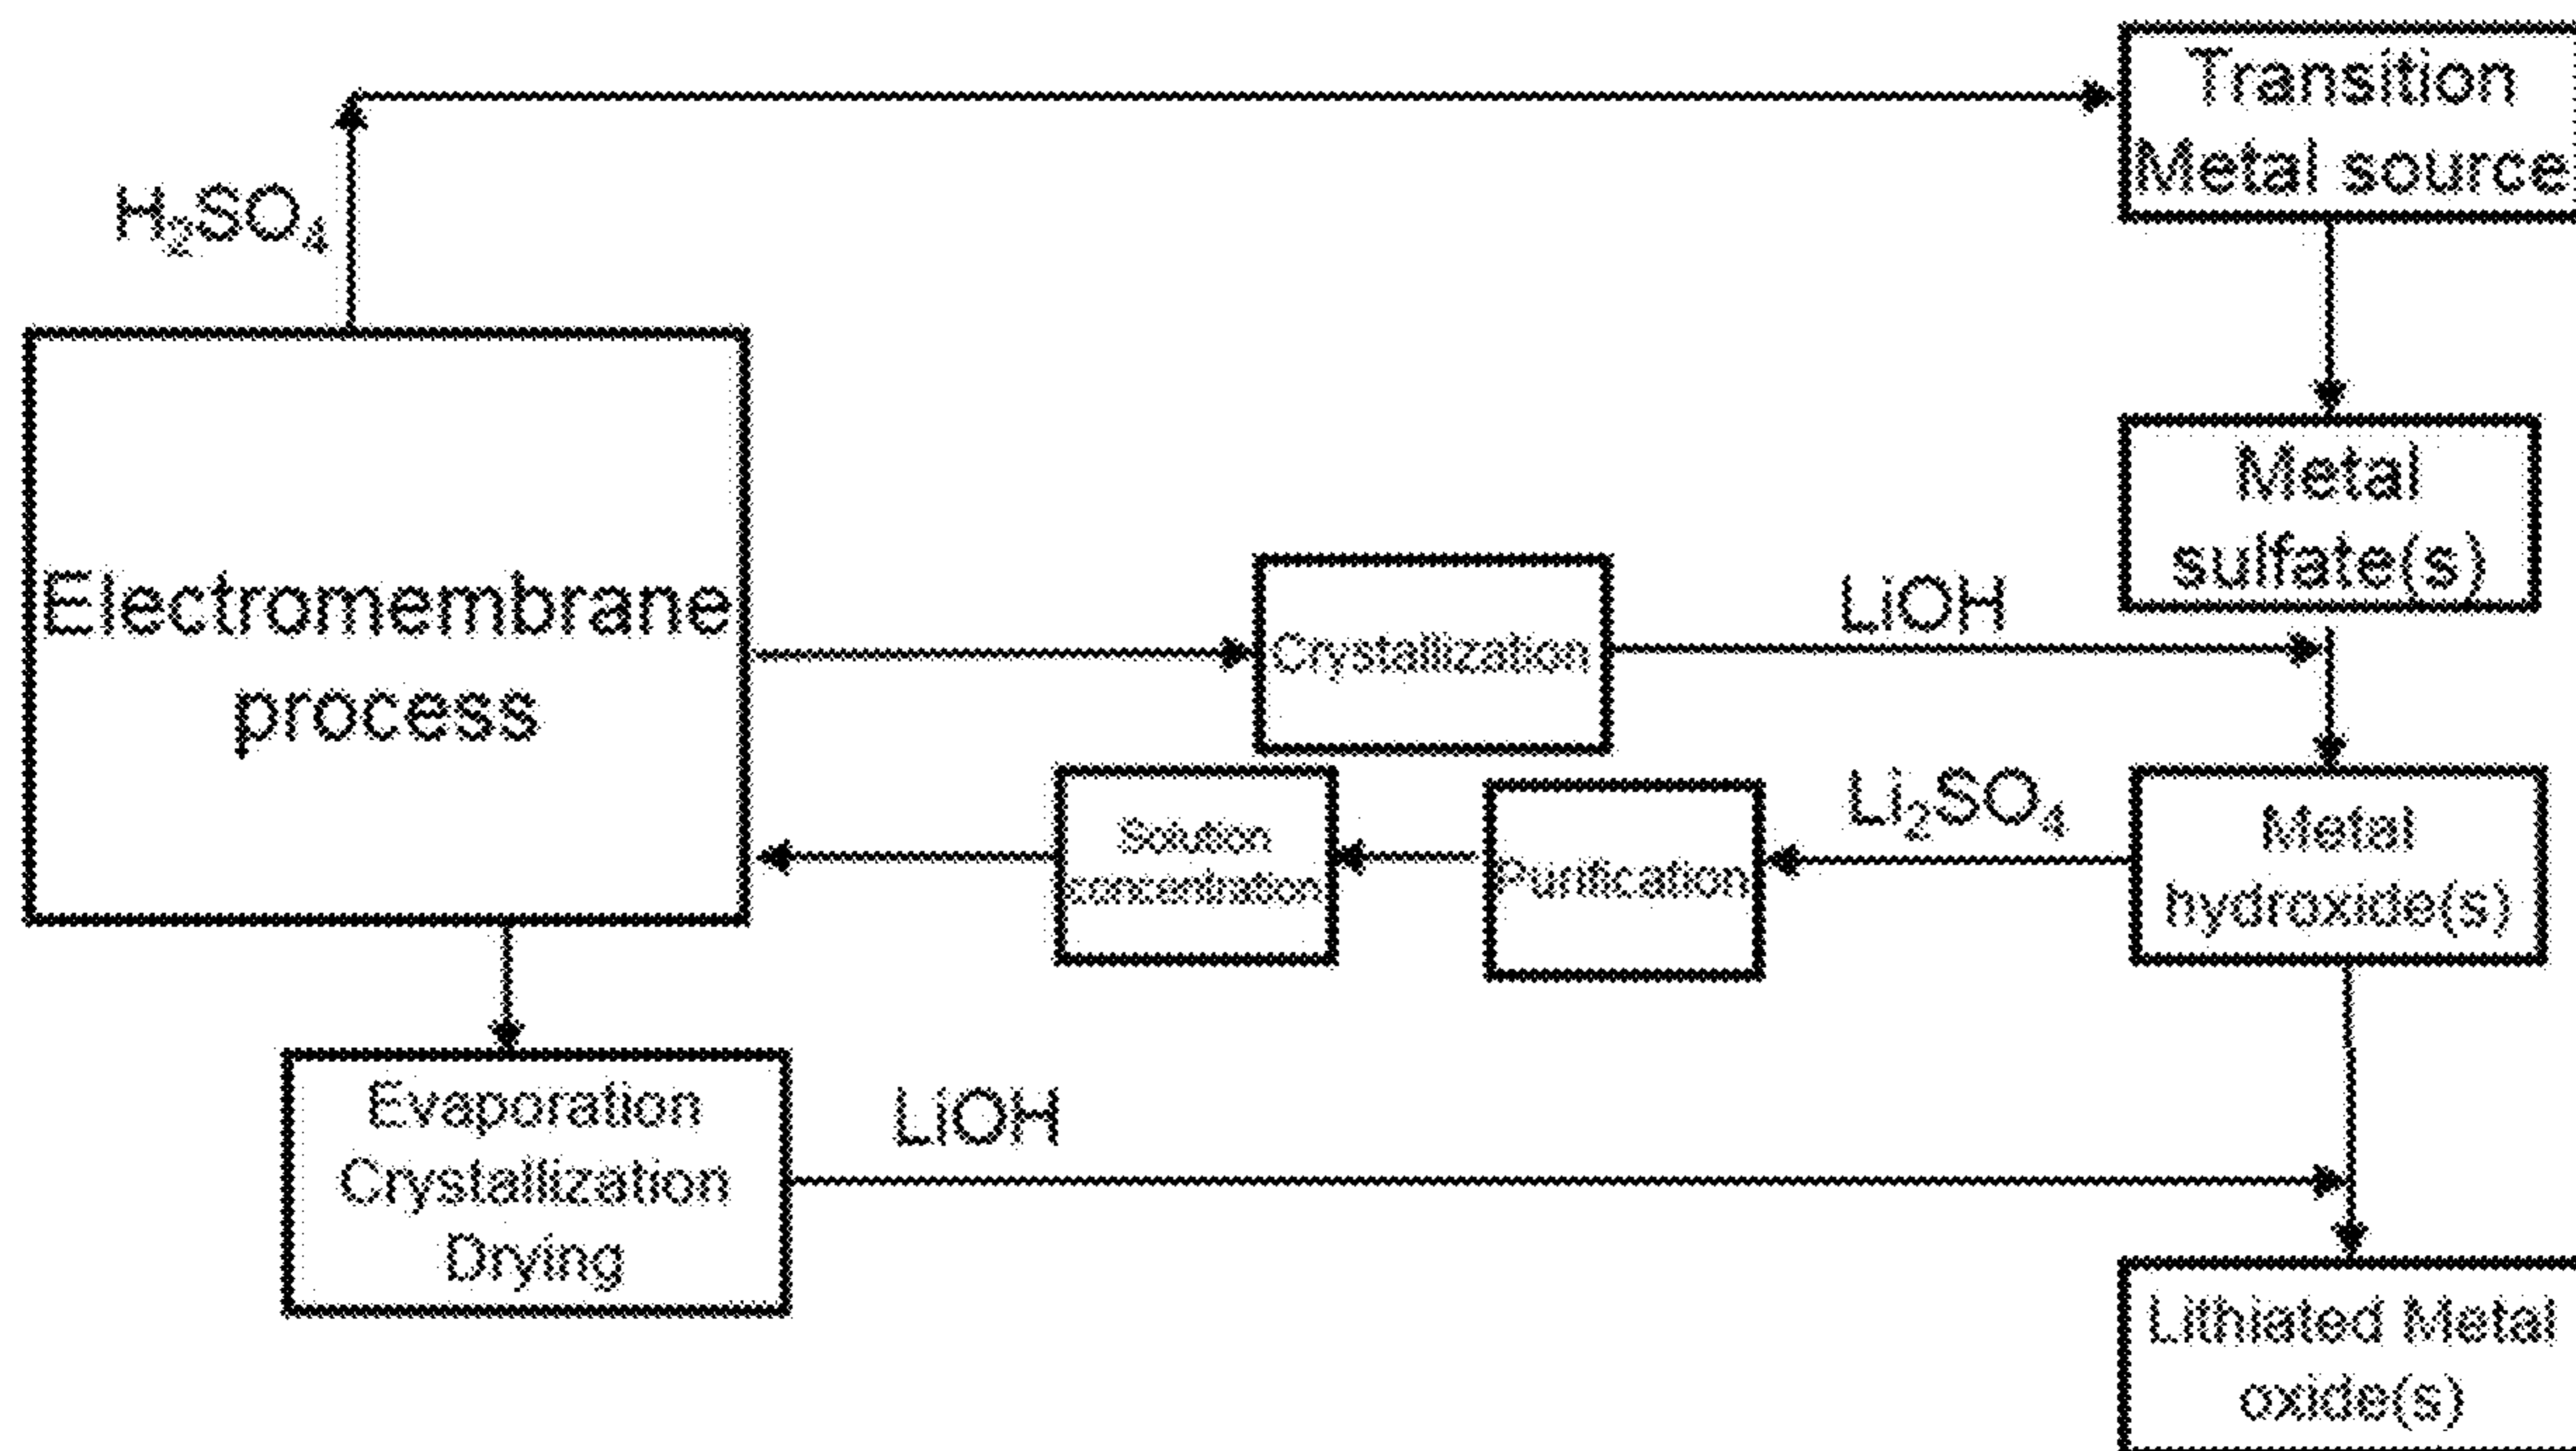 Transition
Metal source
H₂SO₄
Metal
sulfate(s)
Electromembrane
process
Crystallization
LiOH
Solution
concentration
Purification
Li₂SO₄
Metal
hydroxide(s)
Evaporation
Crystallization
Drying
LiOH
Lithiated Metal
oxide(s)